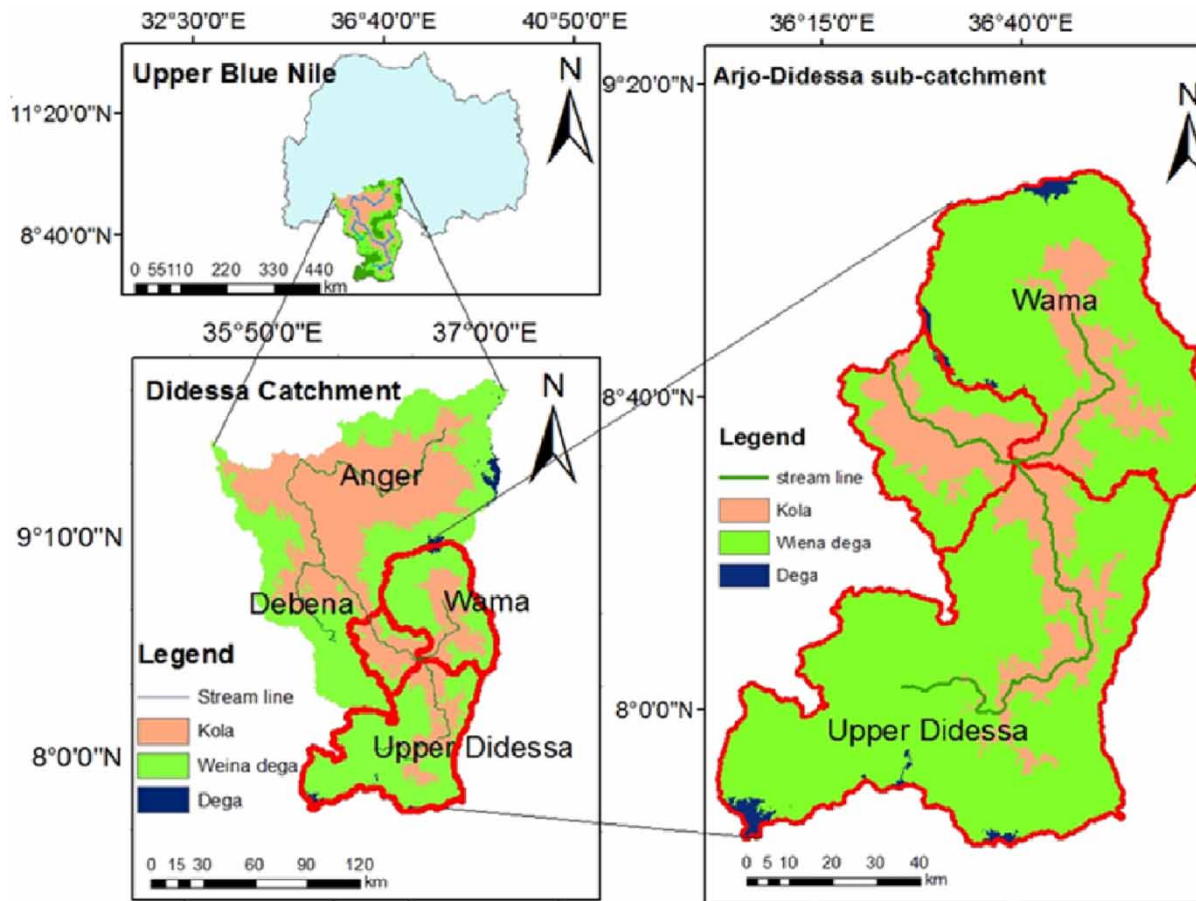 32°30'0"E 36°40'0"E 40°50'0"E
Upper Blue Nile
N
11°20'0"N
8°40'0"N
0 55110 220 330 440
km
35°50'0"E 37°0'0"E
Didessa Catchment
N
Anger
9°10'0"N
Debena
Wama
Legend
Stream line
Kola
Weina dega
Dega
Upper Didessa
8°0'0"N
0 15 30 60 90 120
km
36°15'0"E 36°40'0"E
Arjo-Didessa sub-catchment
9°20'0"N
N
Wama
8°40'0"N
Legend
stream line
Kola
Wiena dega
Dega
8°0'0"N
Upper Didessa
0 5 10 20 30 40
km